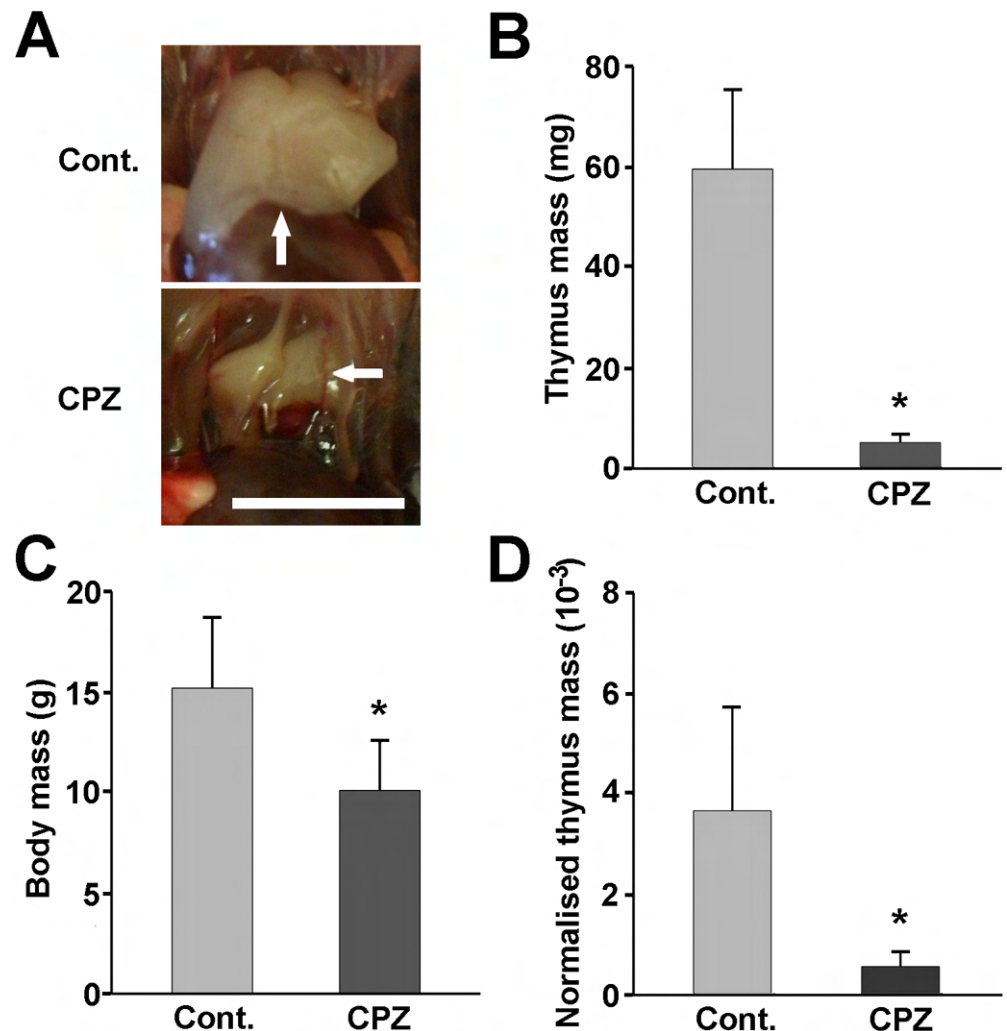 A
Cont.
CPZ
B
Thymus mass (mg)
80
60
40
20
0
*
Cont. CPZ
C
Body mass (g)
20
15
10
5
0
*
Cont. CPZ
D
Normalised thymus mass (10-3)
8
6
4
2
0
*
Cont. CPZ